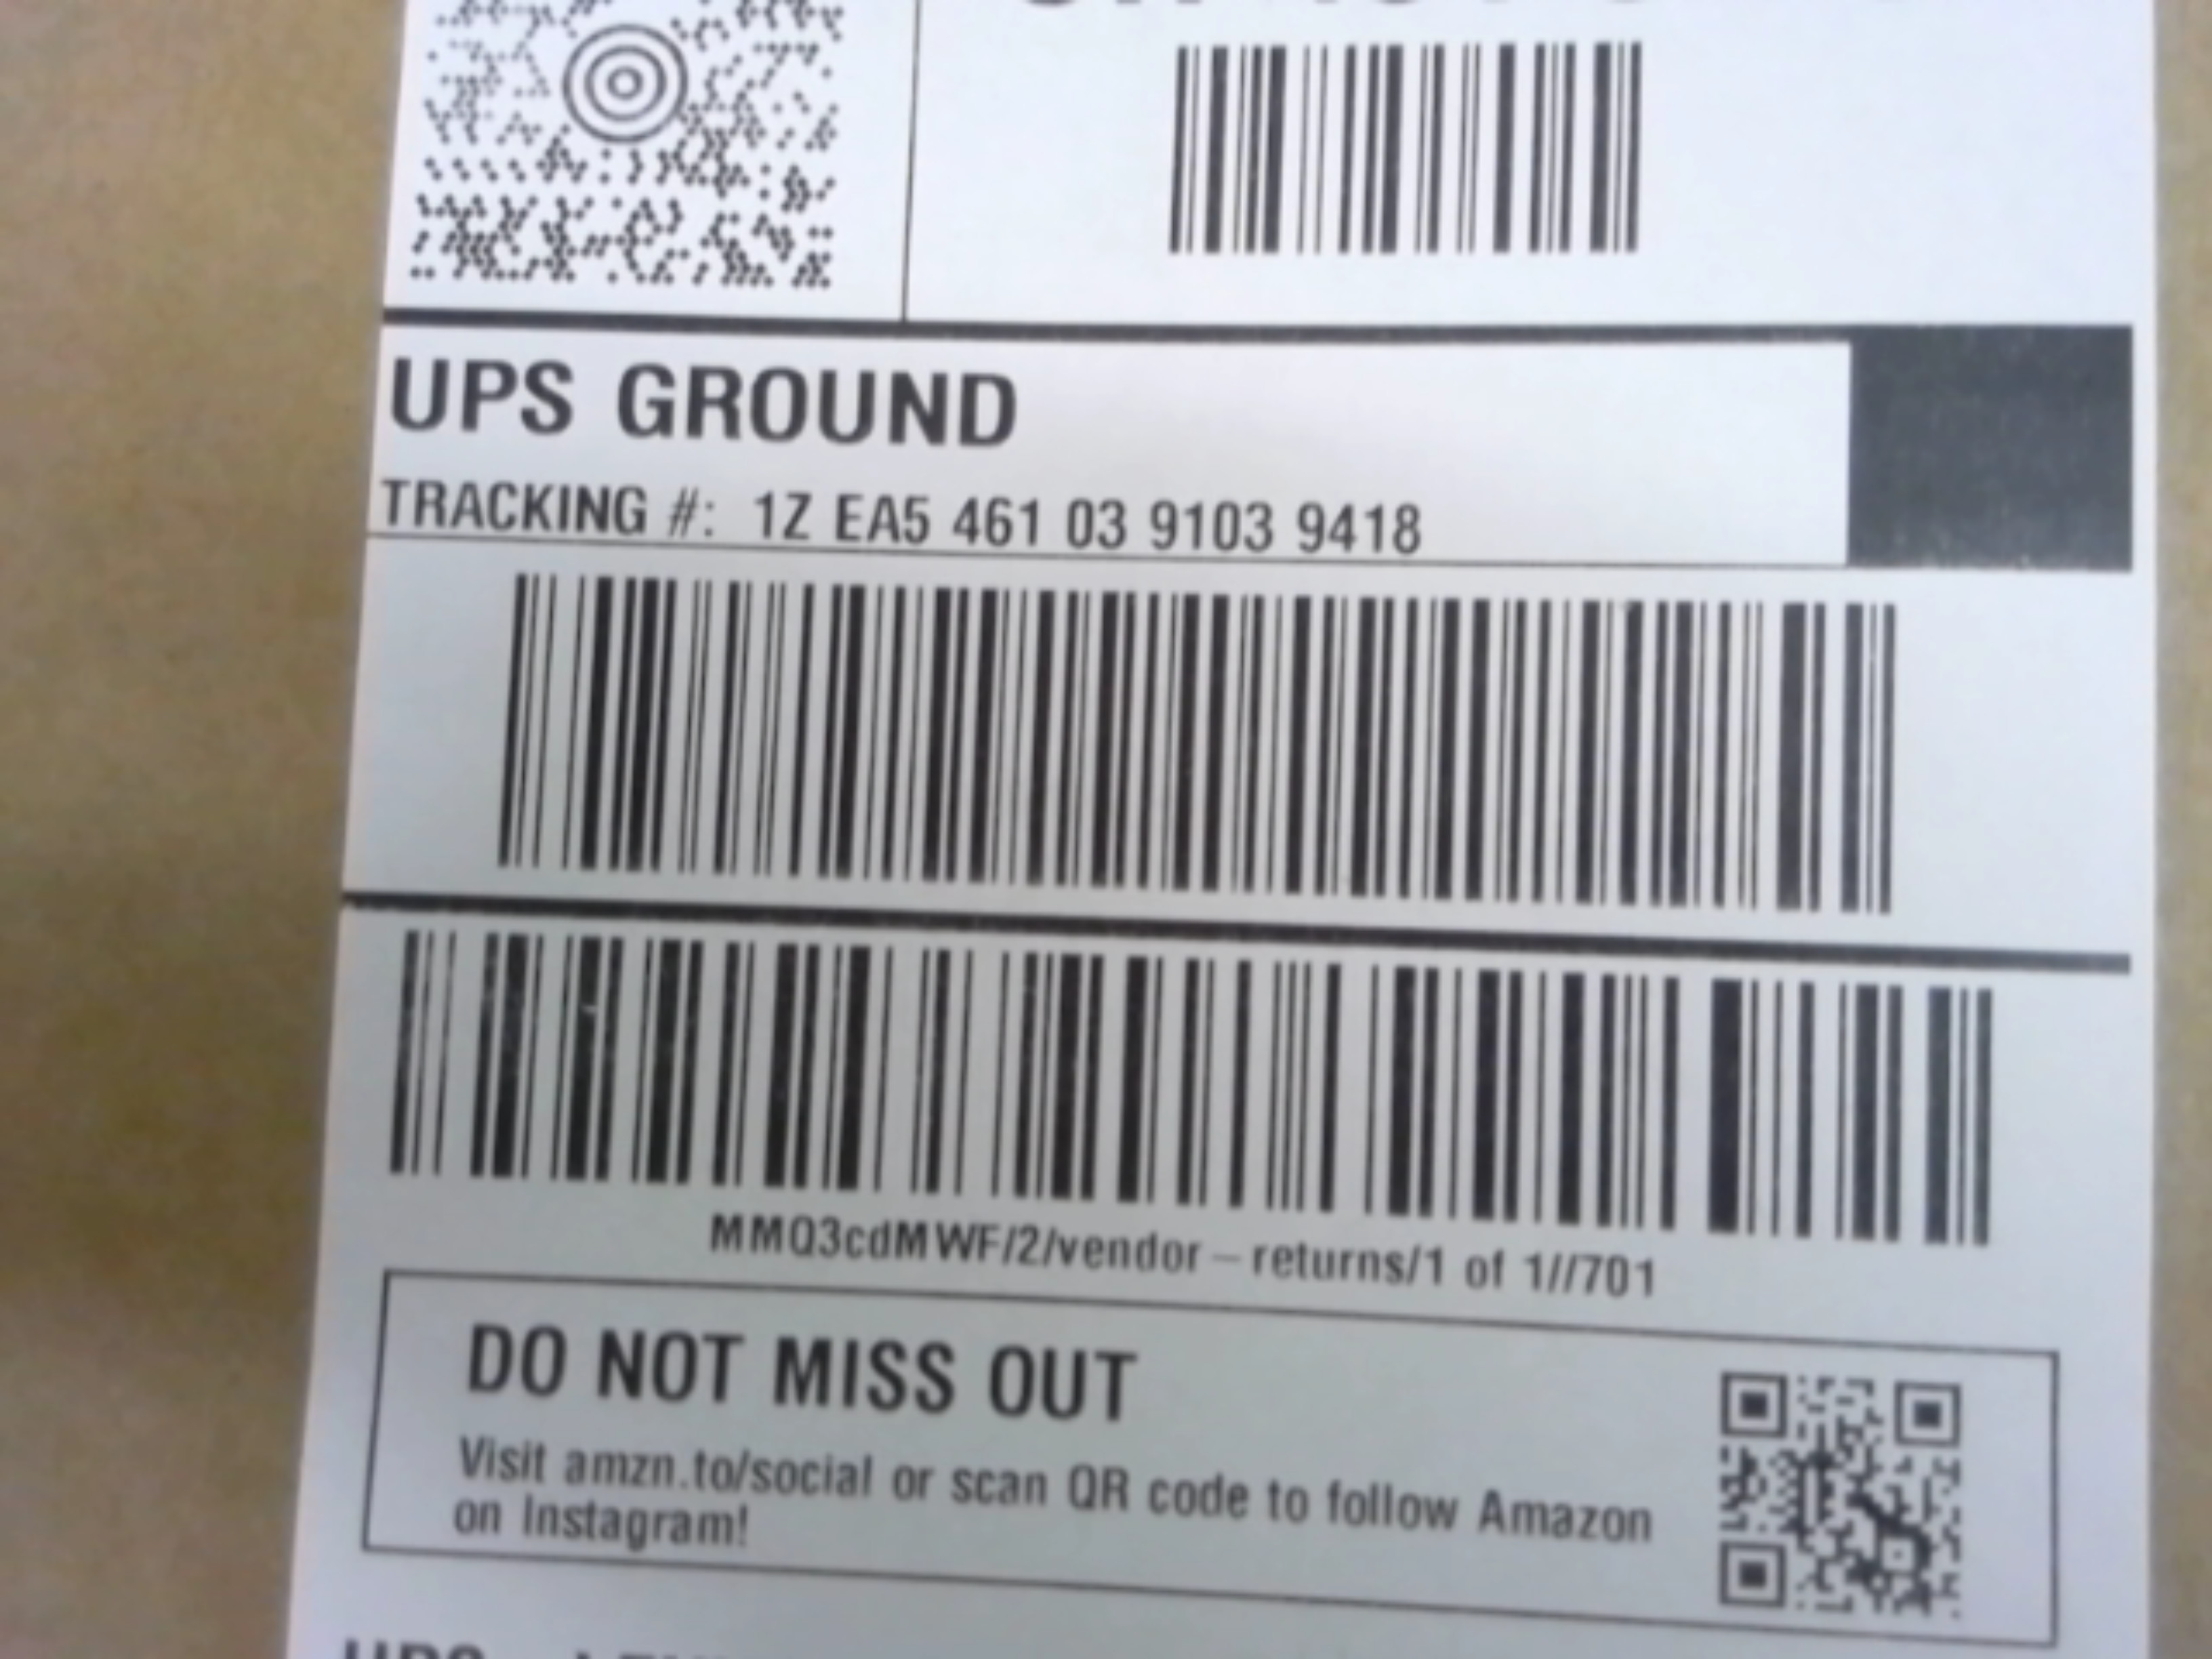 UPS GROUND
TRACKING #: 1Z EA5 461 03 9103 9418
MMQ3cdMWF/2/vendor-returns/1 of 1//701
DO NOT MISS OUT
Visit amzn.to/social or scan QR code to follow Amazon
on Instagram!